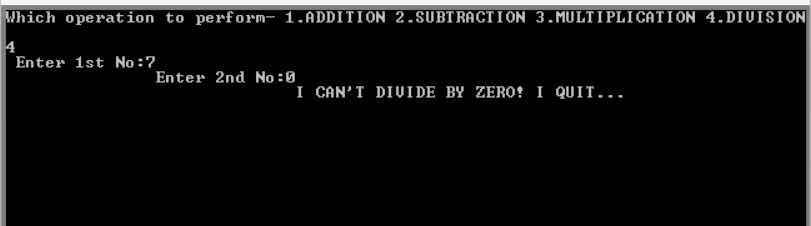 Which operation to perform- 1.ADDITION 2.SUBTRACTION 3.MULTIPLICATION 4.DIVISION
4
Enter 1st No:7
Enter 2nd No:0
I CAN'T DIVIDE BY ZERO! I QUIT...